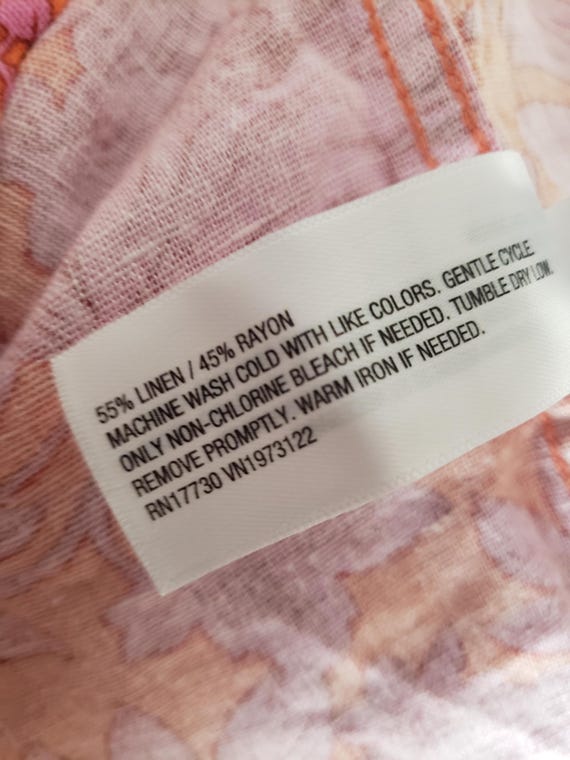 55% LINEN / 45% RAYON
MACHINE WASH COLD WITH LIKE COLORS. GENTLE CYCLE.
ONLY NON-CHLORINE BLEACH IF NEEDED. TUMBLE DRY LOW.
REMOVE PROMPTLY. WARM IRON IF NEEDED.
RN17730 VN1973122